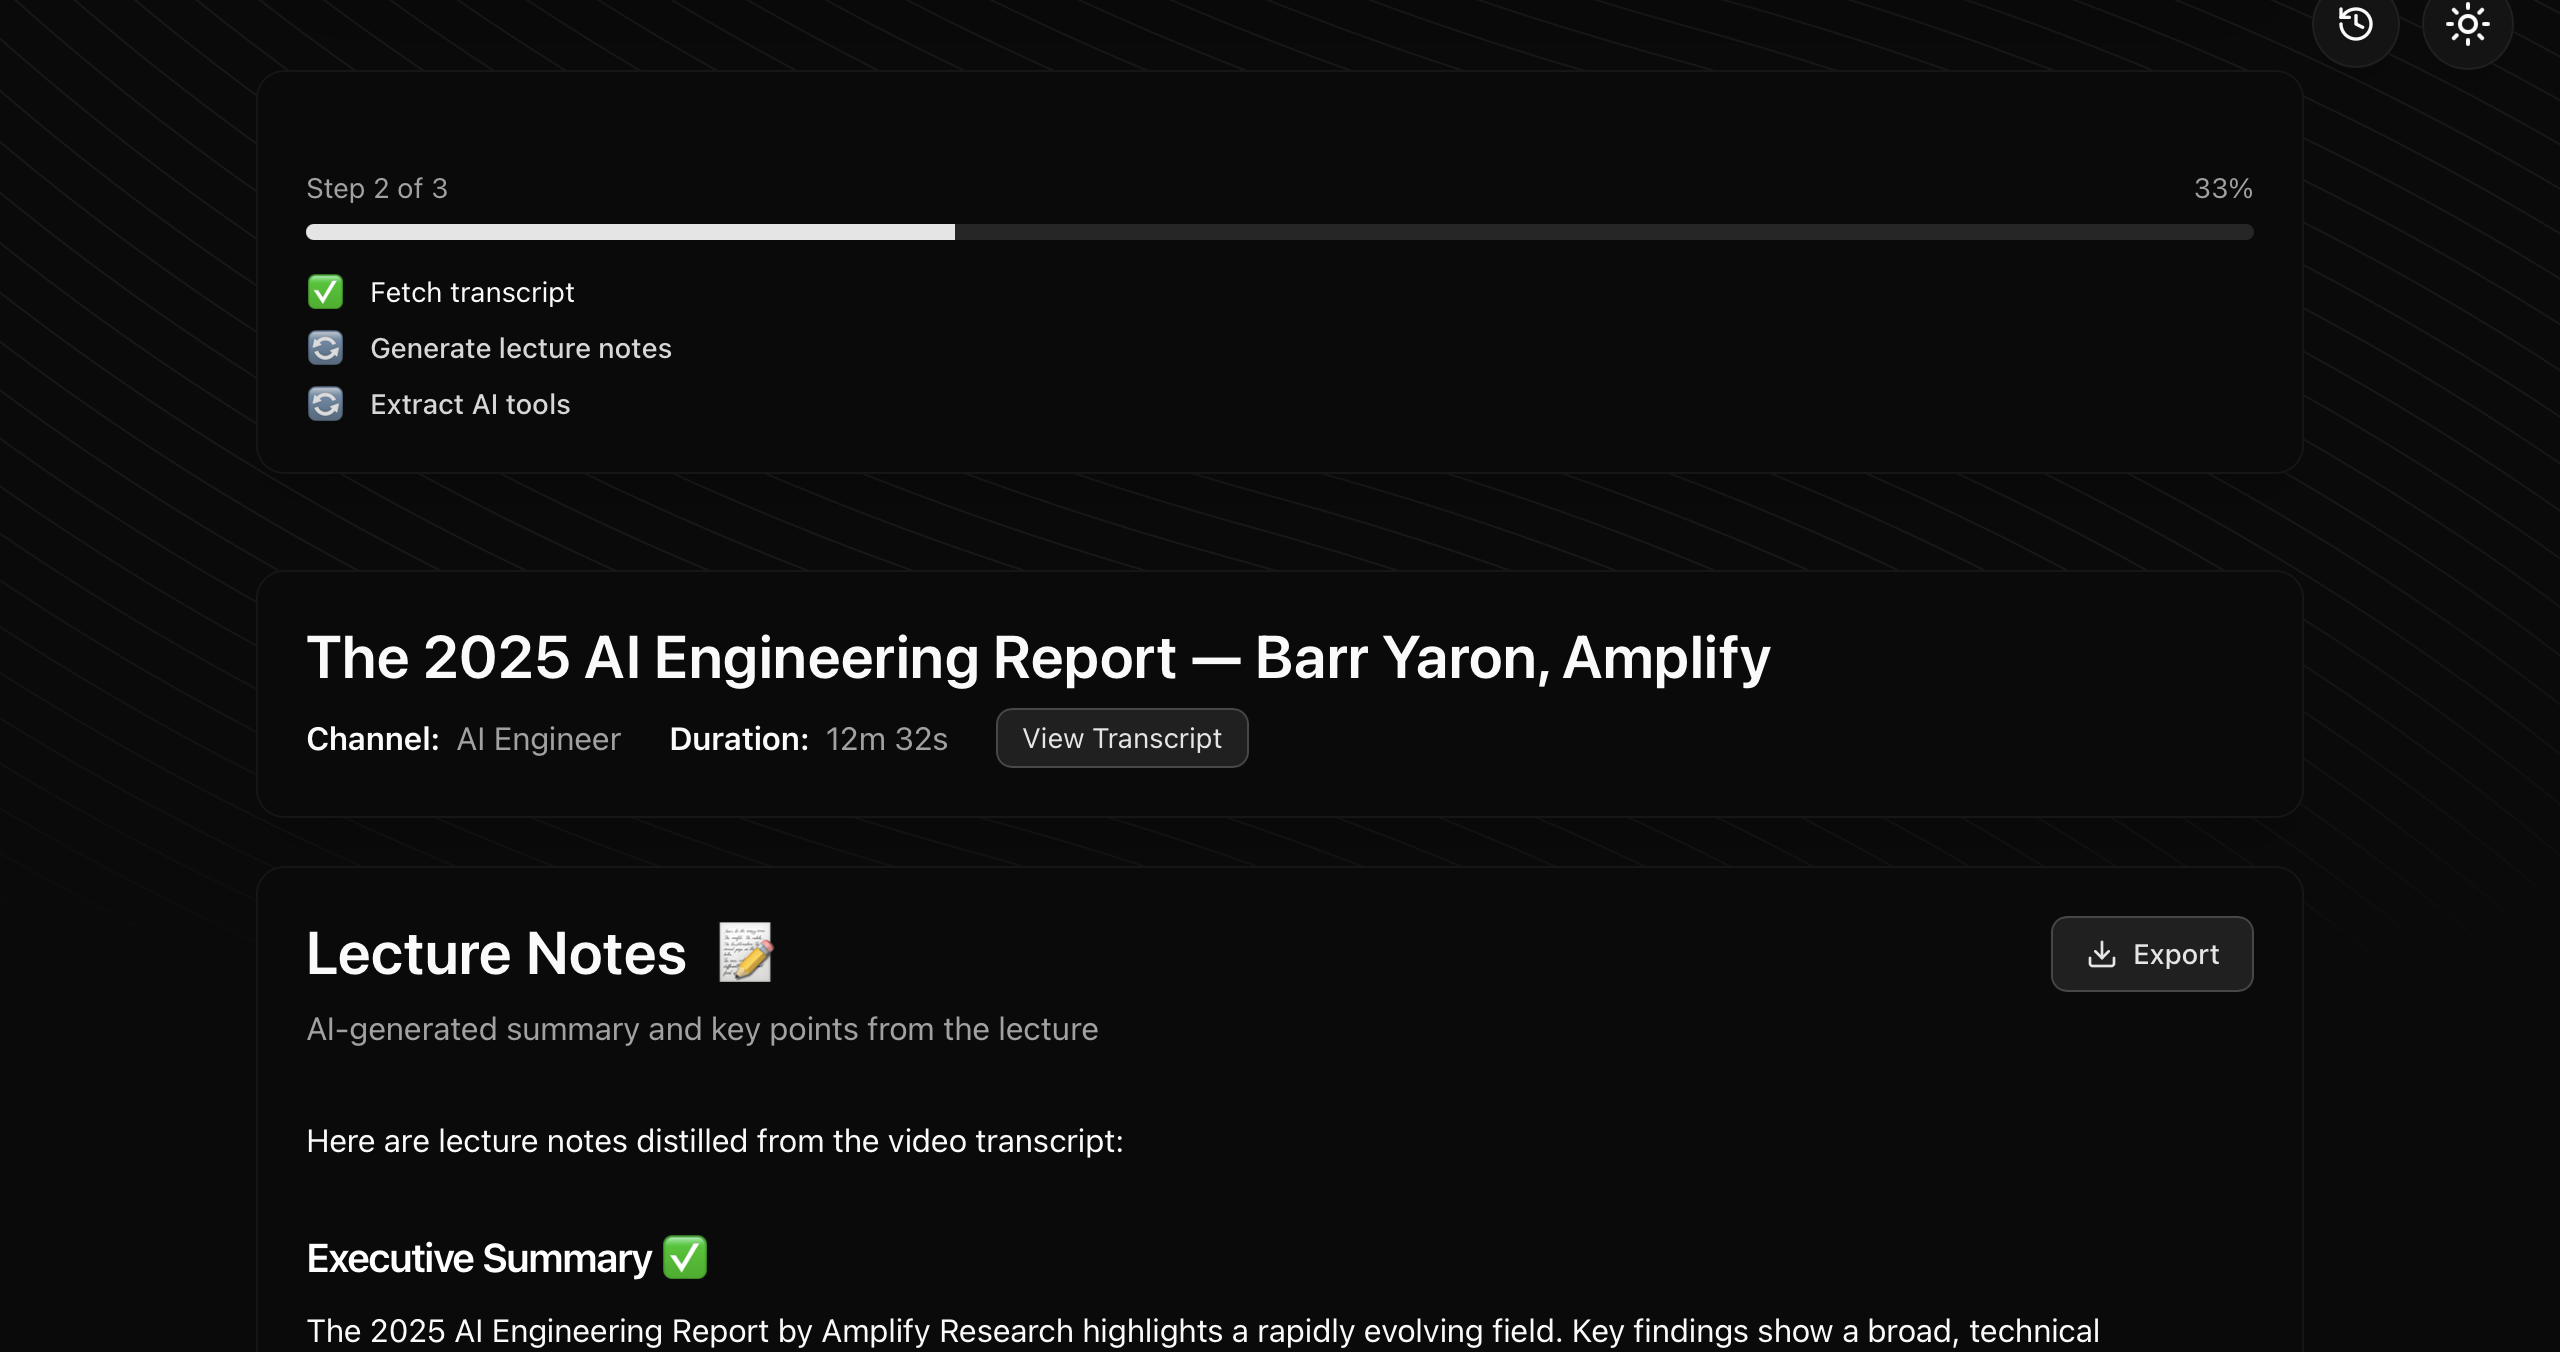 Step 2 of 3
33%
✅ Fetch transcript
🔄 Generate lecture notes
🔄 Extract AI tools
The 2025 AI Engineering Report — Barr Yaron, Amplify
Channel: AI Engineer Duration: 12m 32s View Transcript
Lecture Notes 📝
Export
AI-generated summary and key points from the lecture
Here are lecture notes distilled from the video transcript:
Executive Summary ✅
The 2025 AI Engineering Report by Amplify Research highlights a rapidly evolving field. Key findings show a broad, technical